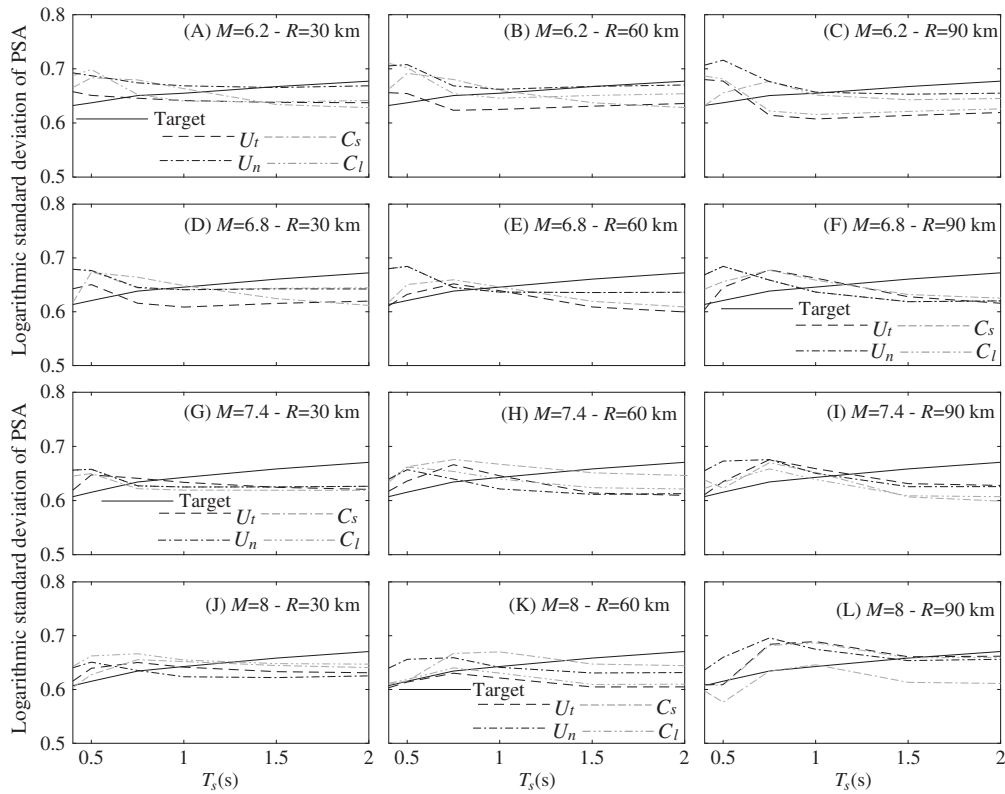 Logarithmic standard deviation of PSA
0.8
0.7
0.6
0.5
(A) M=6.2 - R=30 km
Target
Ut
Cs
Un
Cl
(B) M=6.2 - R=60 km
(C) M=6.2 - R=90 km
0.8
0.7
0.6
0.5
(D) M=6.8 - R=30 km
(E) M=6.8 - R=60 km
(F) M=6.8 - R=90 km
Target
Ut
Cs
Un
Cl
Logarithmic standard deviation of PSA
0.8
0.7
0.6
0.5
(G) M=7.4 - R=30 km
Target
Ut
Cs
Un
Cl
(H) M=7.4 - R=60 km
(I) M=7.4 - R=90 km
0.8
0.7
0.6
0.5
(J) M=8 - R=30 km
(K) M=8 - R=60 km
Target
Ut
Cs
Un
Cl
(L) M=8 - R=90 km
0.5 1 1.5 2
0.5 1 1.5 2
0.5 1 1.5 2
Ts(s)
Ts(s)
Ts(s)